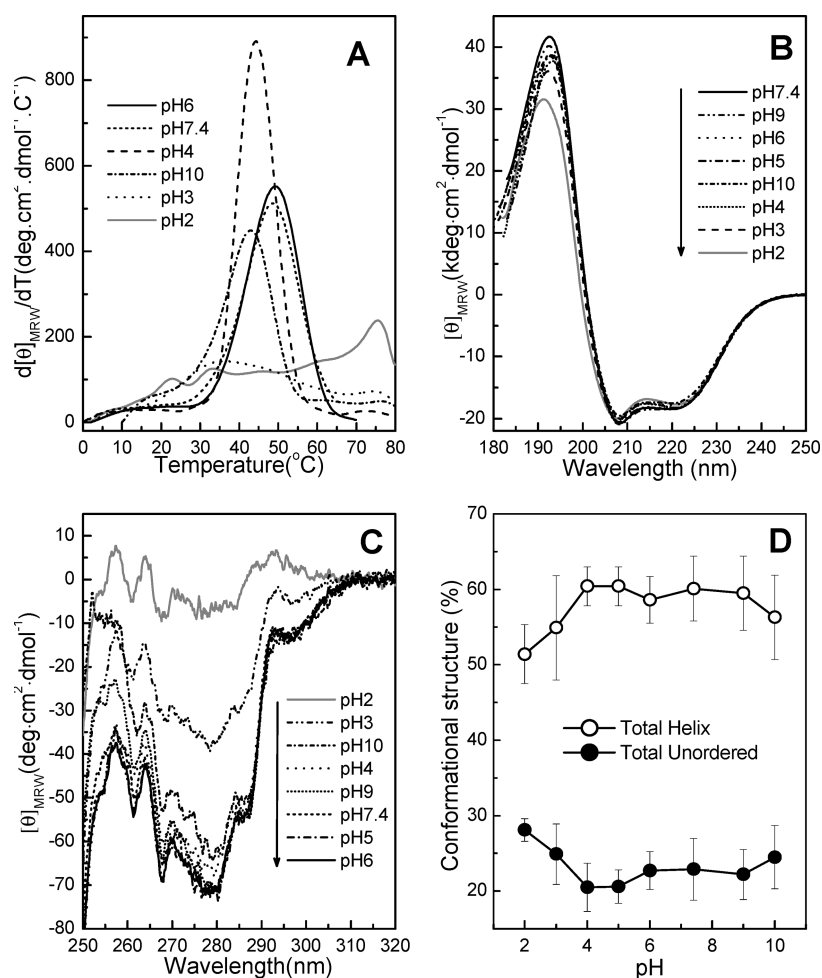 A
d[θ]MRW/dT(deg.cm².dmol⁻¹.C⁻¹)
800
600
400
200
0
pH6
pH7.4
pH4
pH10
pH3
pH2
0 10 20 30 40 50 60 70 80
Temperature(°C)
B
[θ]MRW(kdeg·cm²·dmol⁻¹)
40
30
20
10
0
-10
-20
pH7.4
pH9
pH6
pH5
pH10
pH4
pH3
pH2
180 190 200 210 220 230 240 250
Wavelength (nm)
C
[θ]MRW(deg·cm²·dmol⁻¹)
10
0
-10
-20
-30
-40
-50
-60
-70
-80
pH2
pH3
pH10
pH4
pH9
pH7.4
pH5
pH6
250 260 270 280 290 300 310 320
Wavelength(nm)
D
Conformational structure (%)
70
60
50
30
20
Total Helix
Total Unordered
2 4 6 8 10
pH